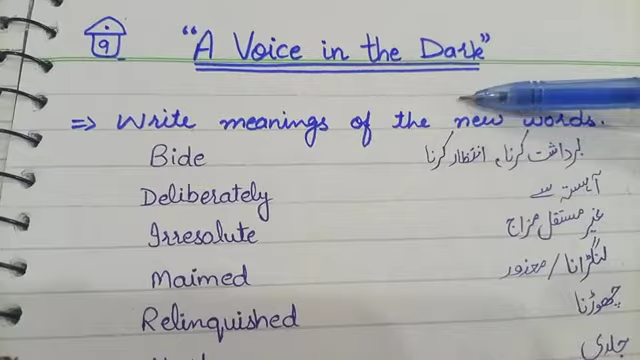 9 "A Voice in the Dark"
⇒ Write meanings of the new words.
Bide برداشت کرنا، انتظار کرنا
Deliberately آہستہ سے
Irresolute غیر مستقل مزاج
Maimed لنگڑانا / معذور
Relinquished چھوڑنا
جلدی